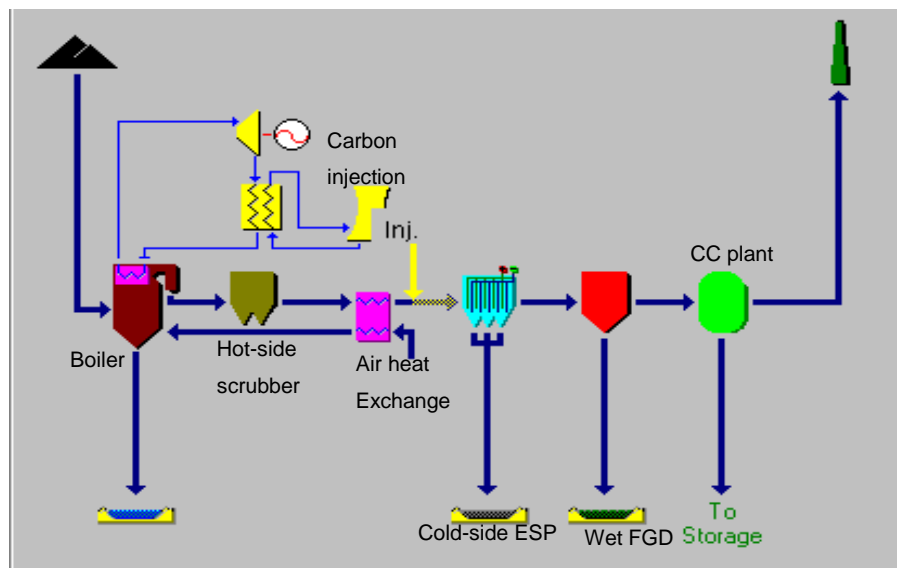 Carbon
injection
Inj.
CC plant
Boiler
Hot-side
scrubber
Air heat
Exchange
Cold-side ESP
Wet FGD
To
Storage